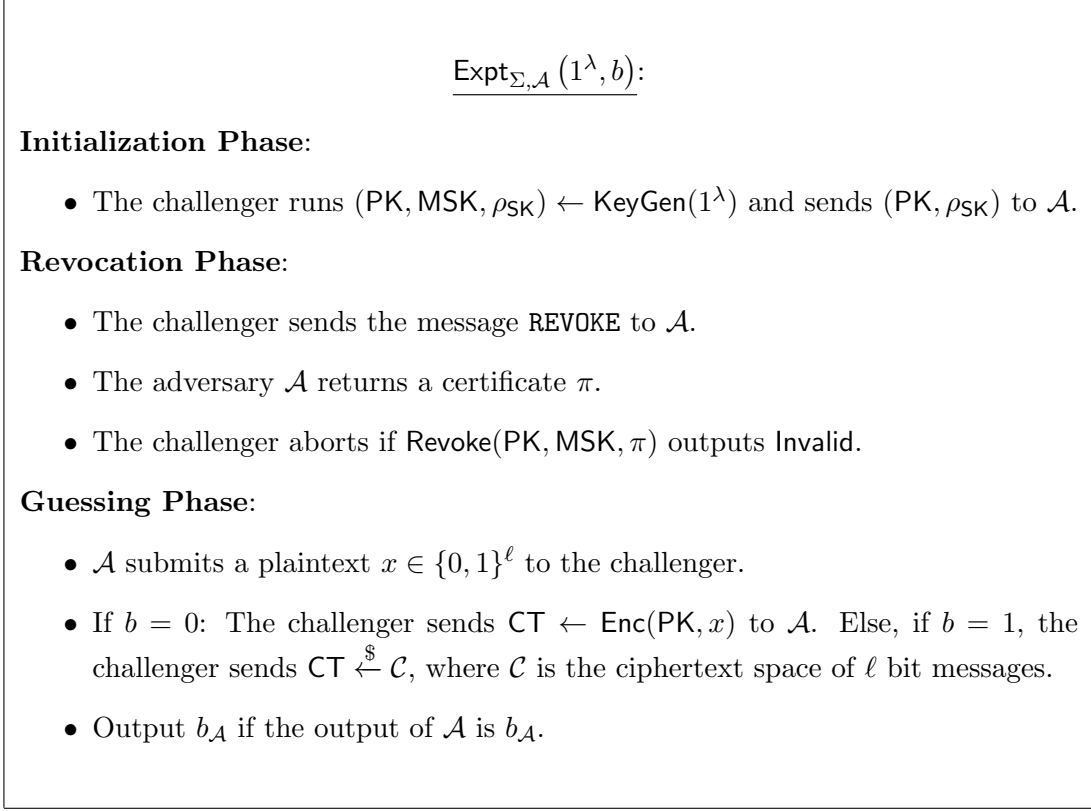 Expt_{Σ,𝒜} (1^λ, b):
Initialization Phase:
• The challenger runs (PK, MSK, ρ_SK) ← KeyGen(1^λ) and sends (PK, ρ_SK) to 𝒜.
Revocation Phase:
• The challenger sends the message REVOKE to 𝒜.
• The adversary 𝒜 returns a certificate π.
• The challenger aborts if Revoke(PK, MSK, π) outputs Invalid.
Guessing Phase:
• 𝒜 submits a plaintext x ∈ {0, 1}^ℓ to the challenger.
• If b = 0: The challenger sends CT ← Enc(PK, x) to 𝒜. Else, if b = 1, the
challenger sends CT ←$ 𝒞, where 𝒞 is the ciphertext space of ℓ bit messages.
• Output b_𝒜 if the output of 𝒜 is b_𝒜.